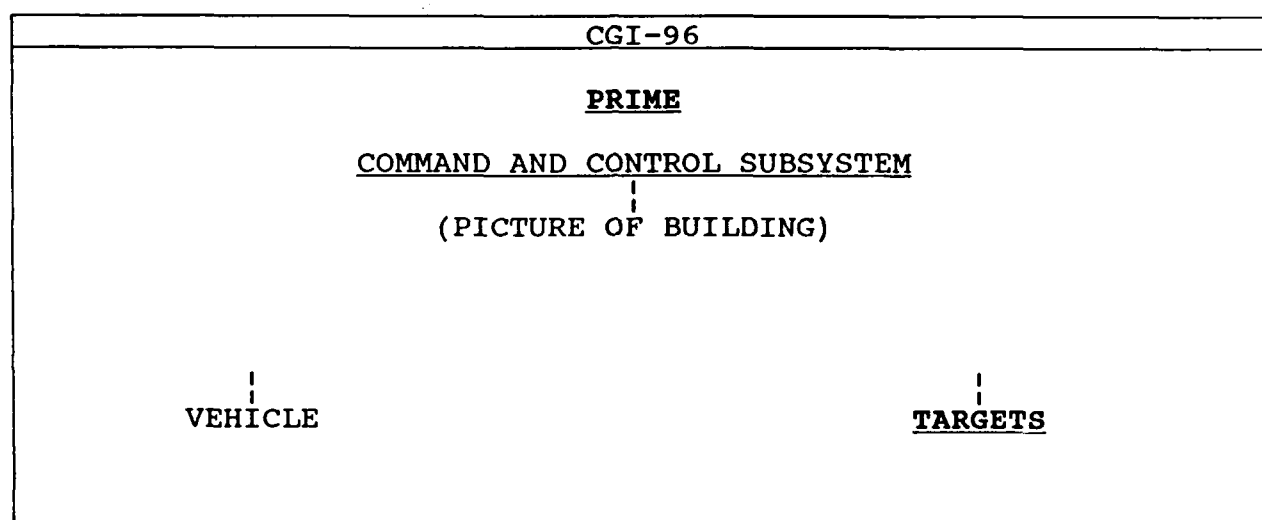 CGI-96
PRIME
COMMAND AND CONTROL SUBSYSTEM
(PICTURE OF BUILDING)
VEHICLE TARGETS